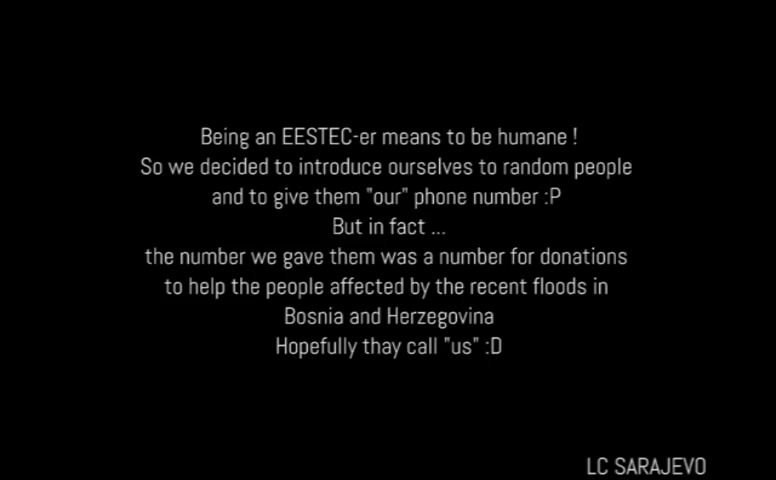 Being an EESTEC-er means to be humane !
So we decided to introduce ourselves to random people
and to give them "our" phone number :P
But in fact ...
the number we gave them was a number for donations
to help the people affected by the recent floods in
Bosnia and Herzegovina
Hopefully thay call "us" :D
LC SARAJEVO